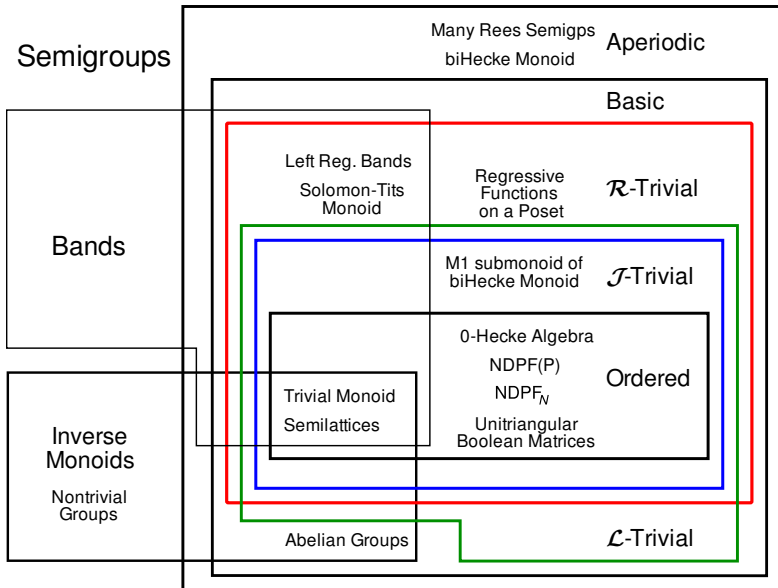 Many Rees Semigps
biHecke Monoid
Aperiodic
Semigroups
Basic
Left Reg. Bands
Solomon-Tits
Monoid
Regressive
Functions
on a Poset
R-Trivial
Bands
M1 submonoid of
biHecke Monoid
J-Trivial
0-Hecke Algebra
NDPF(P)
NDPF_N
Unitriangular
Boolean Matrices
Ordered
Trivial Monoid
Semilattices
Inverse
Monoids
Nontrivial
Groups
Abelian Groups
L-Trivial